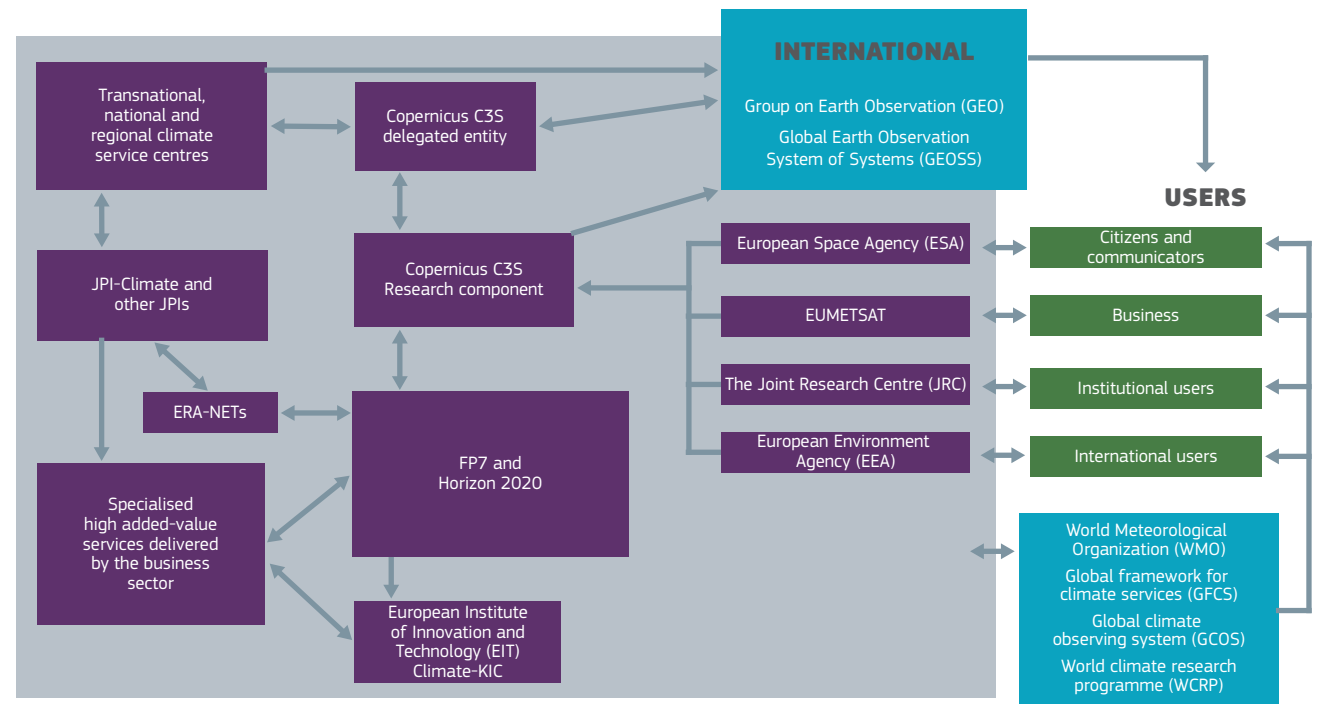 INTERNATIONAL
Group on Earth Observation (GEO)
Global Earth Observation
System of Systems (GEOSS)
Transnational,
national and
regional climate
service centres
Copernicus C3S
delegated entity
USERS
JPI-Climate and
other JPIs
Copernicus C3S
Research component
European Space Agency (ESA)
EUMETSAT
The Joint Research Centre (JRC)
European Environment
Agency (EEA)
Citizens and
communicators
Business
Institutional users
International users
ERA-NETs
FP7 and
Horizon 2020
Specialised
high added-value
services delivered
by the business
sector
European Institute
of Innovation and
Technology (EIT)
Climate-KIC
World Meteorological
Organization (WMO)
Global framework for
climate services (GFCS)
Global climate
observing system (GCOS)
World climate research
programme (WCRP)